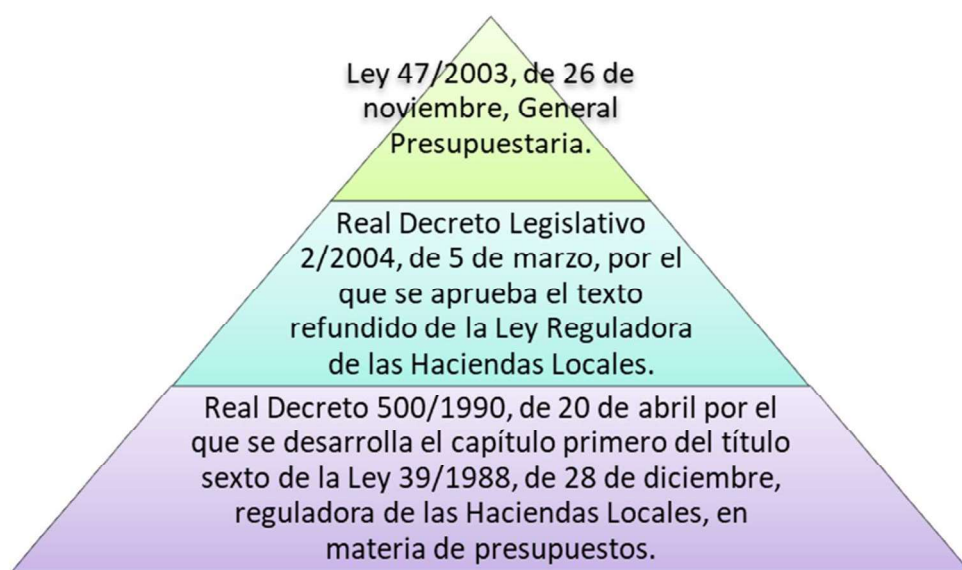 Ley 47/2003, de 26 de
noviembre, General
Presupuestaria.
Real Decreto Legislativo
2/2004, de 5 de marzo, por el
que se aprueba el texto
refundido de la Ley Reguladora
de las Haciendas Locales.
Real Decreto 500/1990, de 20 de abril por el
que se desarrolla el capítulo primero del título
sexto de la Ley 39/1988, de 28 de diciembre,
reguladora de las Haciendas Locales, en
materia de presupuestos.